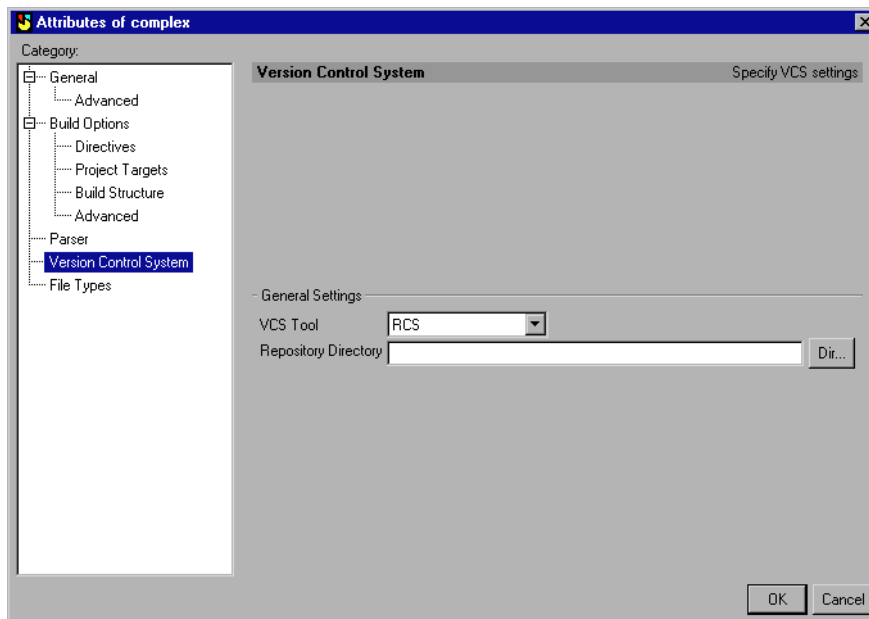 Attributes of complex
Category:
General
Advanced
Build Options
Directives
Project Targets
Build Structure
Advanced
Parser
Version Control System
File Types
Version Control System Specify VCS settings
General Settings
VCS Tool RCS
Repository Directory Dir...
OK Cancel